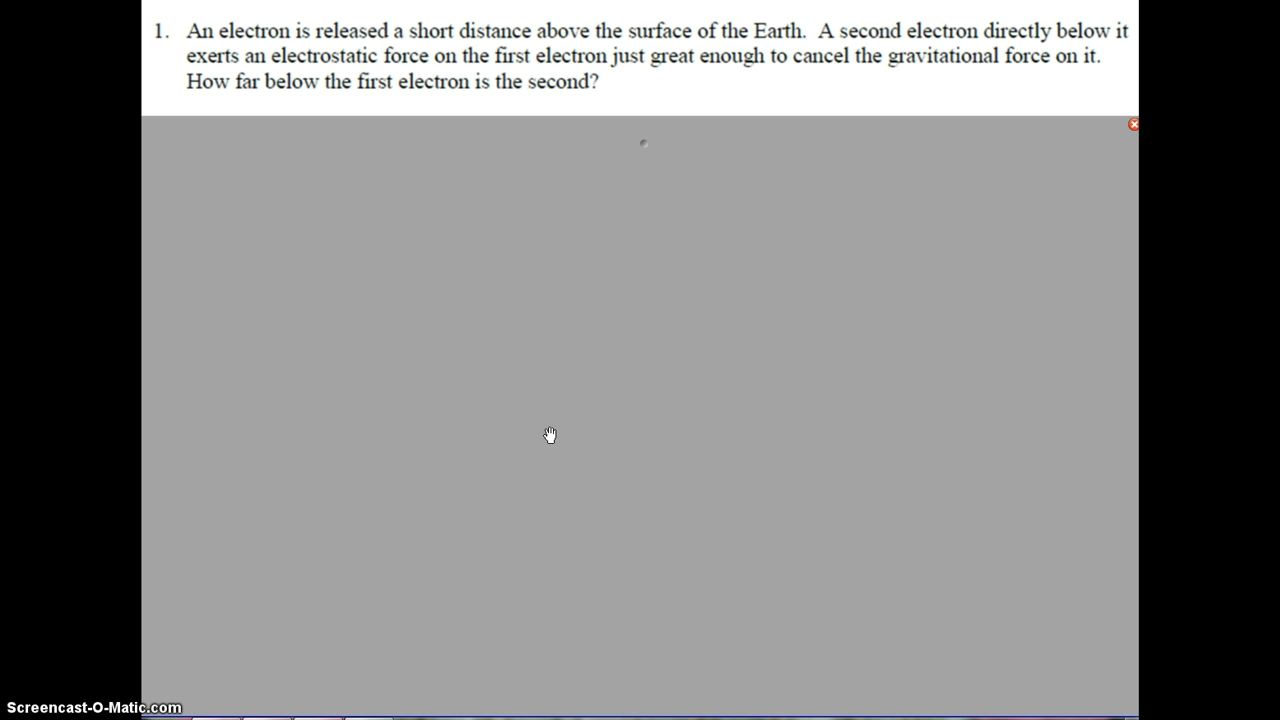 1. An electron is released a short distance above the surface of the Earth. A second electron directly below it
exerts an electrostatic force on the first electron just great enough to cancel the gravitational force on it.
How far below the first electron is the second?
Screencast-O-Matic.com